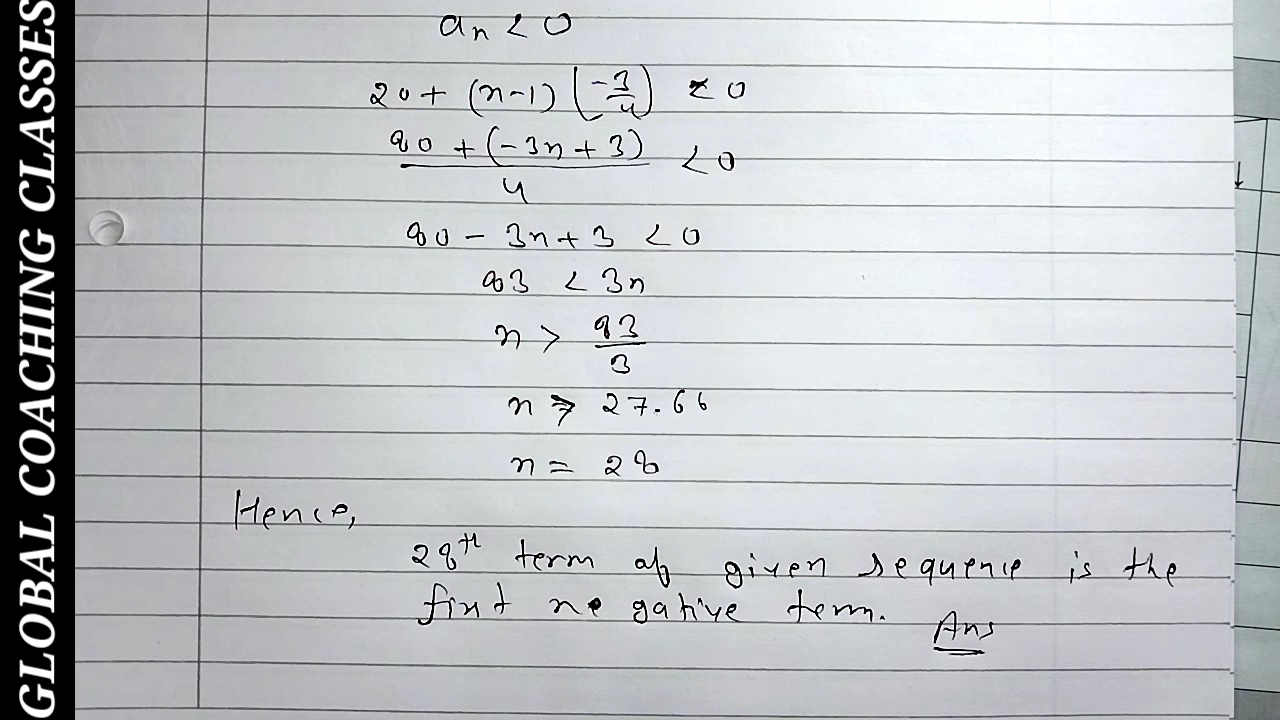 GLOBAL COACHING CLASSES
an < 0
20 + (n-1) (-3/4) < 0
80 + (-3n + 3) / 4 < 0
80 - 3n + 3 < 0
83 < 3n
n > 83/3
n > 27.66
n = 28
Hence,
28th term of given sequence is the
first negative term. Ans